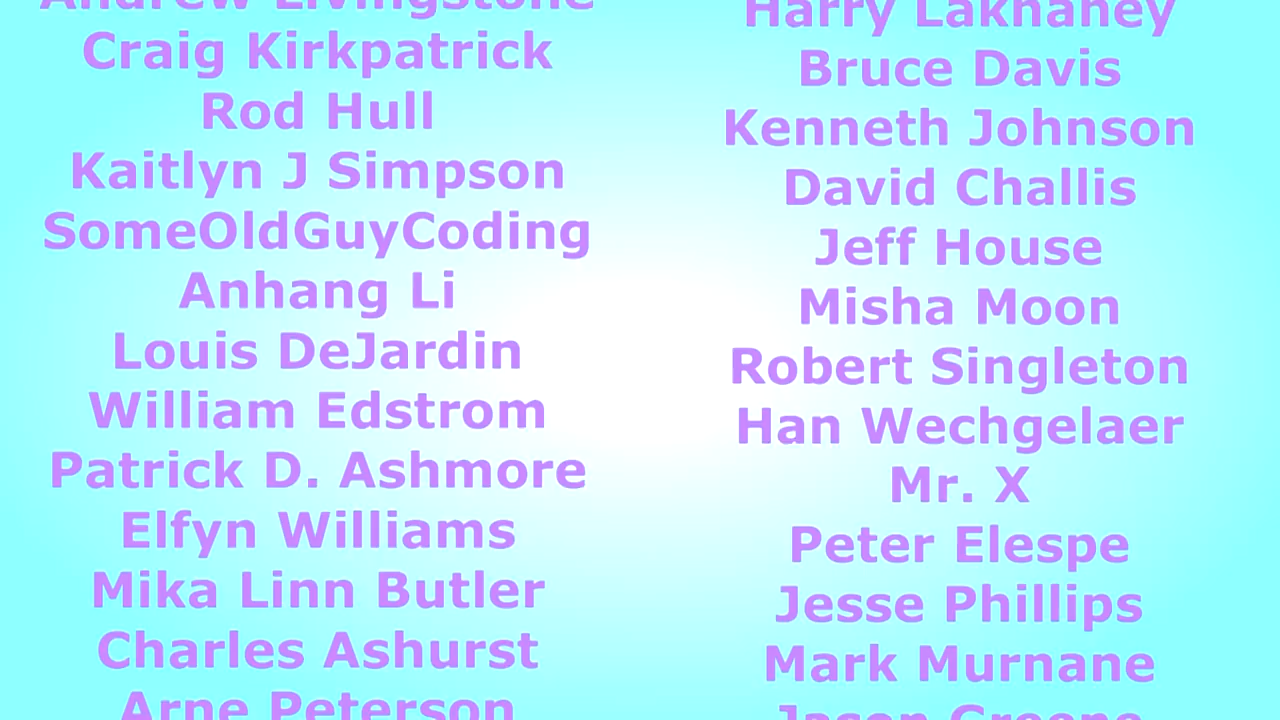 Andrew Livingstone
Craig Kirkpatrick
Rod Hull
Kaitlyn J Simpson
SomeOldGuyCoding
Anhang Li
Louis DeJardin
William Edstrom
Patrick D. Ashmore
Elfyn Williams
Mika Linn Butler
Charles Ashurst
Arne Peterson
Harry Lakhaney
Bruce Davis
Kenneth Johnson
David Challis
Jeff House
Misha Moon
Robert Singleton
Han Wechgelaer
Mr. X
Peter Elespe
Jesse Phillips
Mark Murnane
Jason Greene